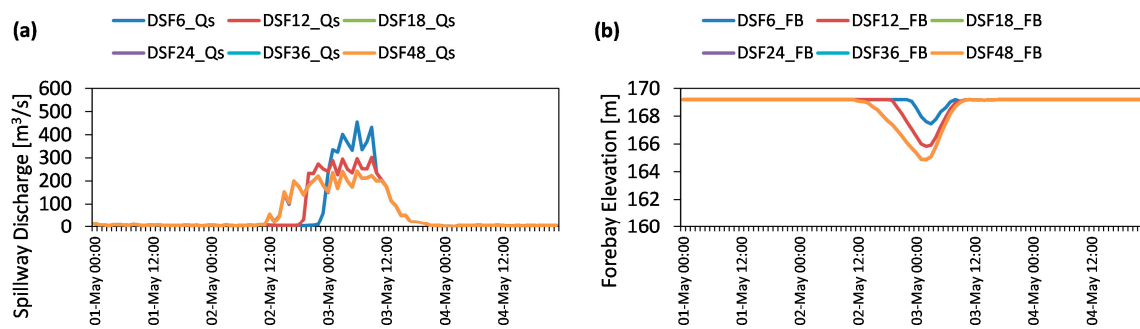 (a)
DSF6_Qs DSF12_Qs DSF18_Qs
DSF24_Qs DSF36_Qs DSF48_Qs
Spillway Discharge [m³/s]
600
500
400
300
200
100
0
01-May 00:00
01-May 12:00
02-May 00:00
02-May 12:00
03-May 00:00
03-May 12:00
04-May 00:00
04-May 12:00
(b)
DSF6_FB DSF12_FB DSF18_FB
DSF24_FB DSF36_FB DSF48_FB
Forebay Elevation [m]
170
168
166
164
162
160
01-May 00:00
01-May 12:00
02-May 00:00
02-May 12:00
03-May 00:00
03-May 12:00
04-May 00:00
04-May 12:00